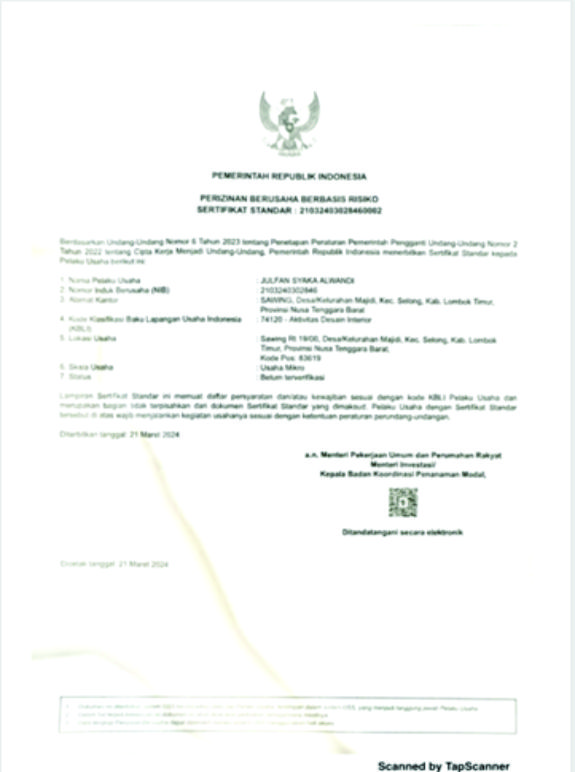 PEMERINTAH REPUBLIK INDONESIA
PERIZINAN BERUSAHA BERBASIS RISIKO
SERTIFIKAT STANDAR : 21032403028460002
Berdasarkan Undang-Undang Nomor 6 Tahun 2023 tentang Penetapan Peraturan Pemerintah Pengganti Undang-Undang Nomor 2
Tahun 2022 tentang Cipta Kerja Menjadi Undang-Undang, Pemerintah Republik Indonesia menerbitkan Sertifikat Standar kepada
Pelaku Usaha berikut ini:
1. Nama Pelaku Usaha : JULFAN SYAKA ALWANDI
2. Nomor Induk Berusaha (NIB) : 2103240302846
3. Alamat Kantor : SAWING, Desa/Kelurahan Majidi, Kec. Selong, Kab. Lombok Timur,
Provinsi Nusa Tenggara Barat
4. Kode Klasifikasi Baku Lapangan Usaha Indonesia : 74120 - Aktivitas Desain Interior
(KBLI)
5. Lokasi Usaha : Sawing Rt 19/00, Desa/Kelurahan Majidi, Kec. Selong, Kab. Lombok
Timur, Provinsi Nusa Tenggara Barat,
Kode Pos: 83619
6. Skala Usaha : Usaha Mikro
7. Status : Belum terverifikasi
Lampiran Sertifikat Standar ini memuat daftar persyaratan dan/atau kewajiban sesuai dengan kode KBLI Pelaku Usaha dan
merupakan bagian tidak terpisahkan dari dokumen Sertifikat Standar yang dimaksud. Pelaku Usaha dengan Sertifikat Standar
tersebut di atas wajib menjalankan kegiatan usahanya sesuai dengan ketentuan peraturan perundang-undangan.
Diterbitkan tanggal: 21 Maret 2024
a.n. Menteri Pekerjaan Umum dan Perumahan Rakyat
Menteri Investasi/
Kepala Badan Koordinasi Penanaman Modal,
Ditandatangani secara elektronik
Dicetak tanggal: 21 Maret 2024
yang menjadi tanggung jawab Pelaku Usaha
Scanned by TapScanner